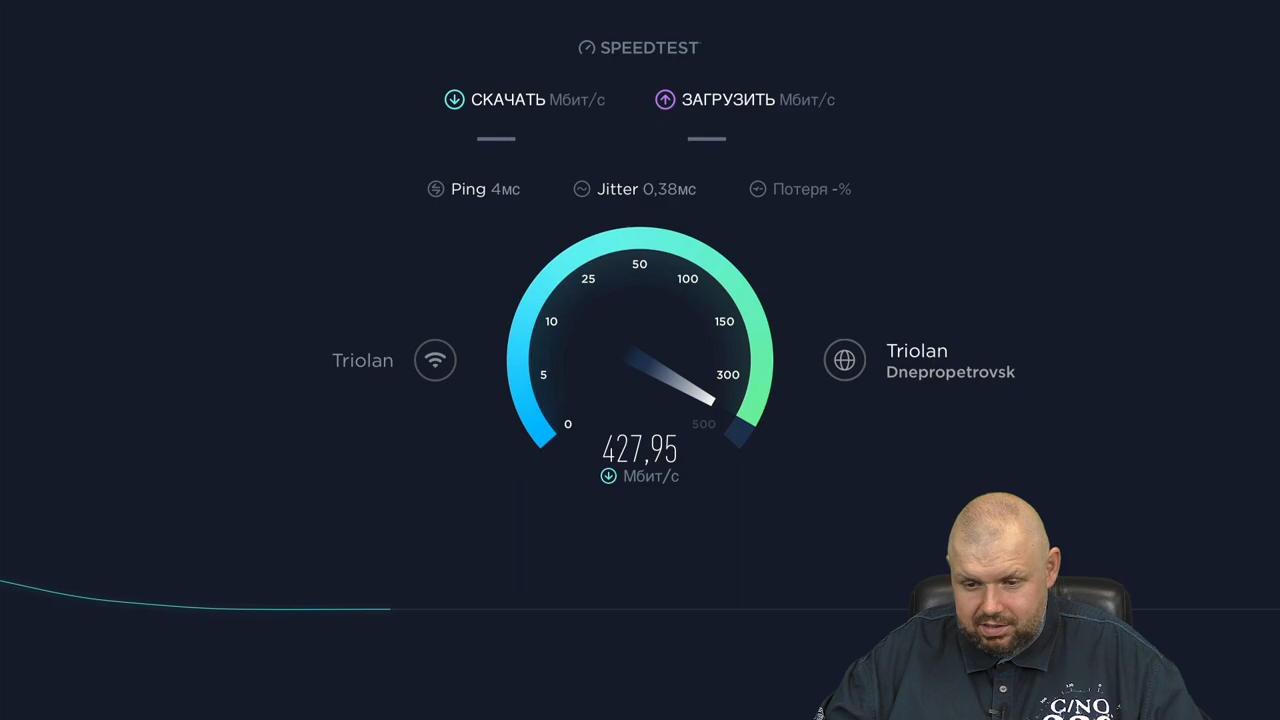 SPEEDTEST
СКАЧАТЬ Мбит/с
ЗАГРУЗИТЬ Мбит/с
Ping 4мс
Jitter 0,38мс
Потеря -%
0
5
10
25
50
100
150
300
500
Triolan
Triolan
Dnepropetrovsk
427,95
Мбит/с
C/NQ